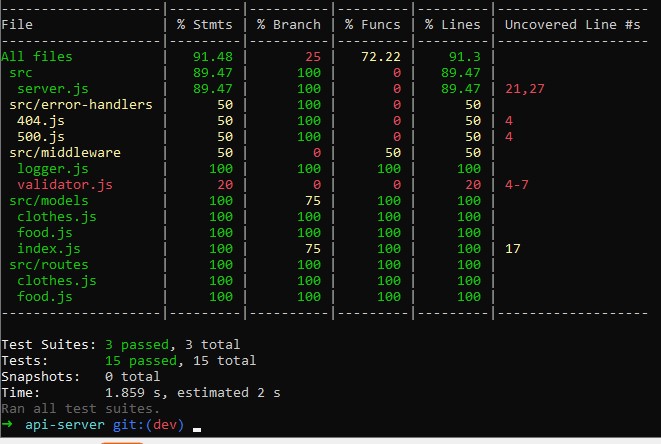 File | % Stmts | % Branch | % Funcs | % Lines | Uncovered Line #s
All files | 91.48 | 25 | 72.22 | 91.3 |
src | 89.47 | 100 | 0 | 89.47 |
server.js | 89.47 | 100 | 0 | 89.47 | 21,27
src/error-handlers | 50 | 100 | 0 | 50 |
404.js | 50 | 100 | 0 | 50 | 4
500.js | 50 | 100 | 0 | 50 | 4
src/middleware | 50 | 0 | 50 | 50 |
logger.js | 100 | 100 | 100 | 100 |
validator.js | 20 | 0 | 0 | 20 | 4-7
src/models | 100 | 75 | 100 | 100 |
clothes.js | 100 | 100 | 100 | 100 |
food.js | 100 | 100 | 100 | 100 |
index.js | 100 | 75 | 100 | 100 | 17
src/routes | 100 | 100 | 100 | 100 |
clothes.js | 100 | 100 | 100 | 100 |
food.js | 100 | 100 | 100 | 100 |
Test Suites: 3 passed, 3 total
Tests: 15 passed, 15 total
Snapshots: 0 total
Time: 1.859 s, estimated 2 s
Ran all test suites.
➜ api-server git:(dev)